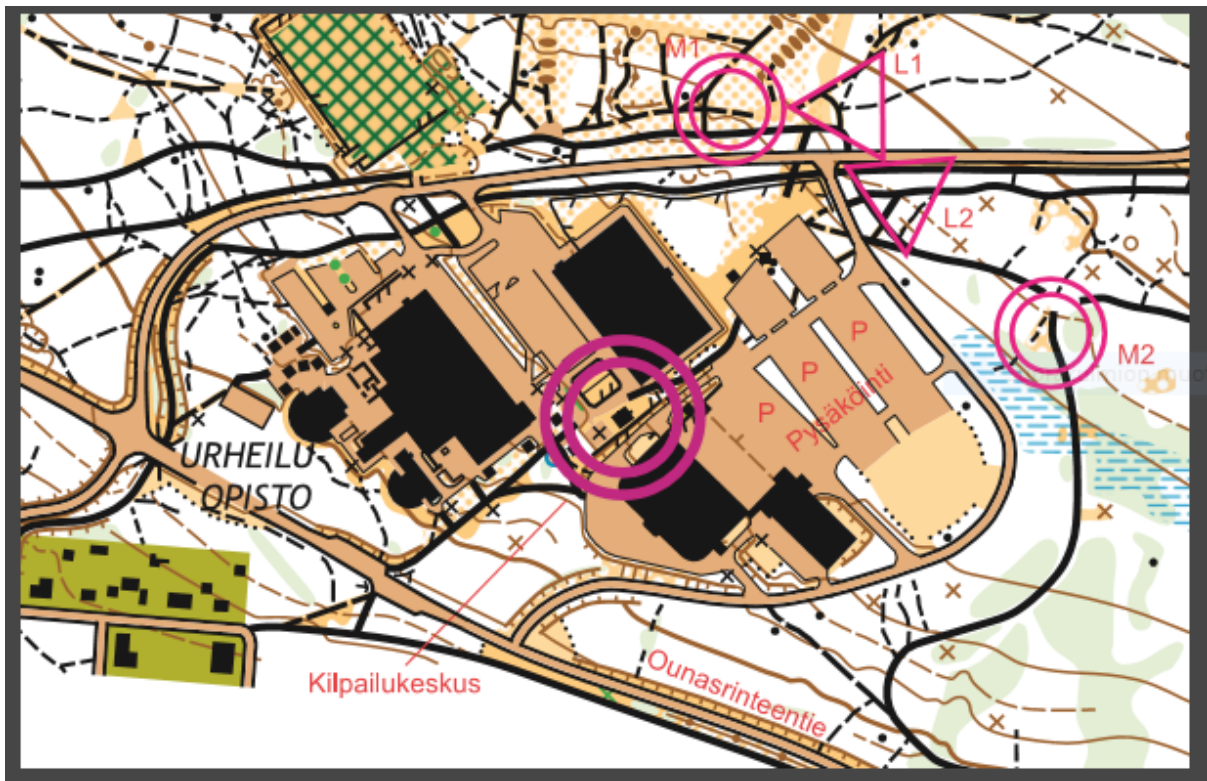 M1
L1
L2
M2
P
P
P
Pysäköinti
URHEILU-
OPISTO
Kilpailukeskus
Ounasrinteentie